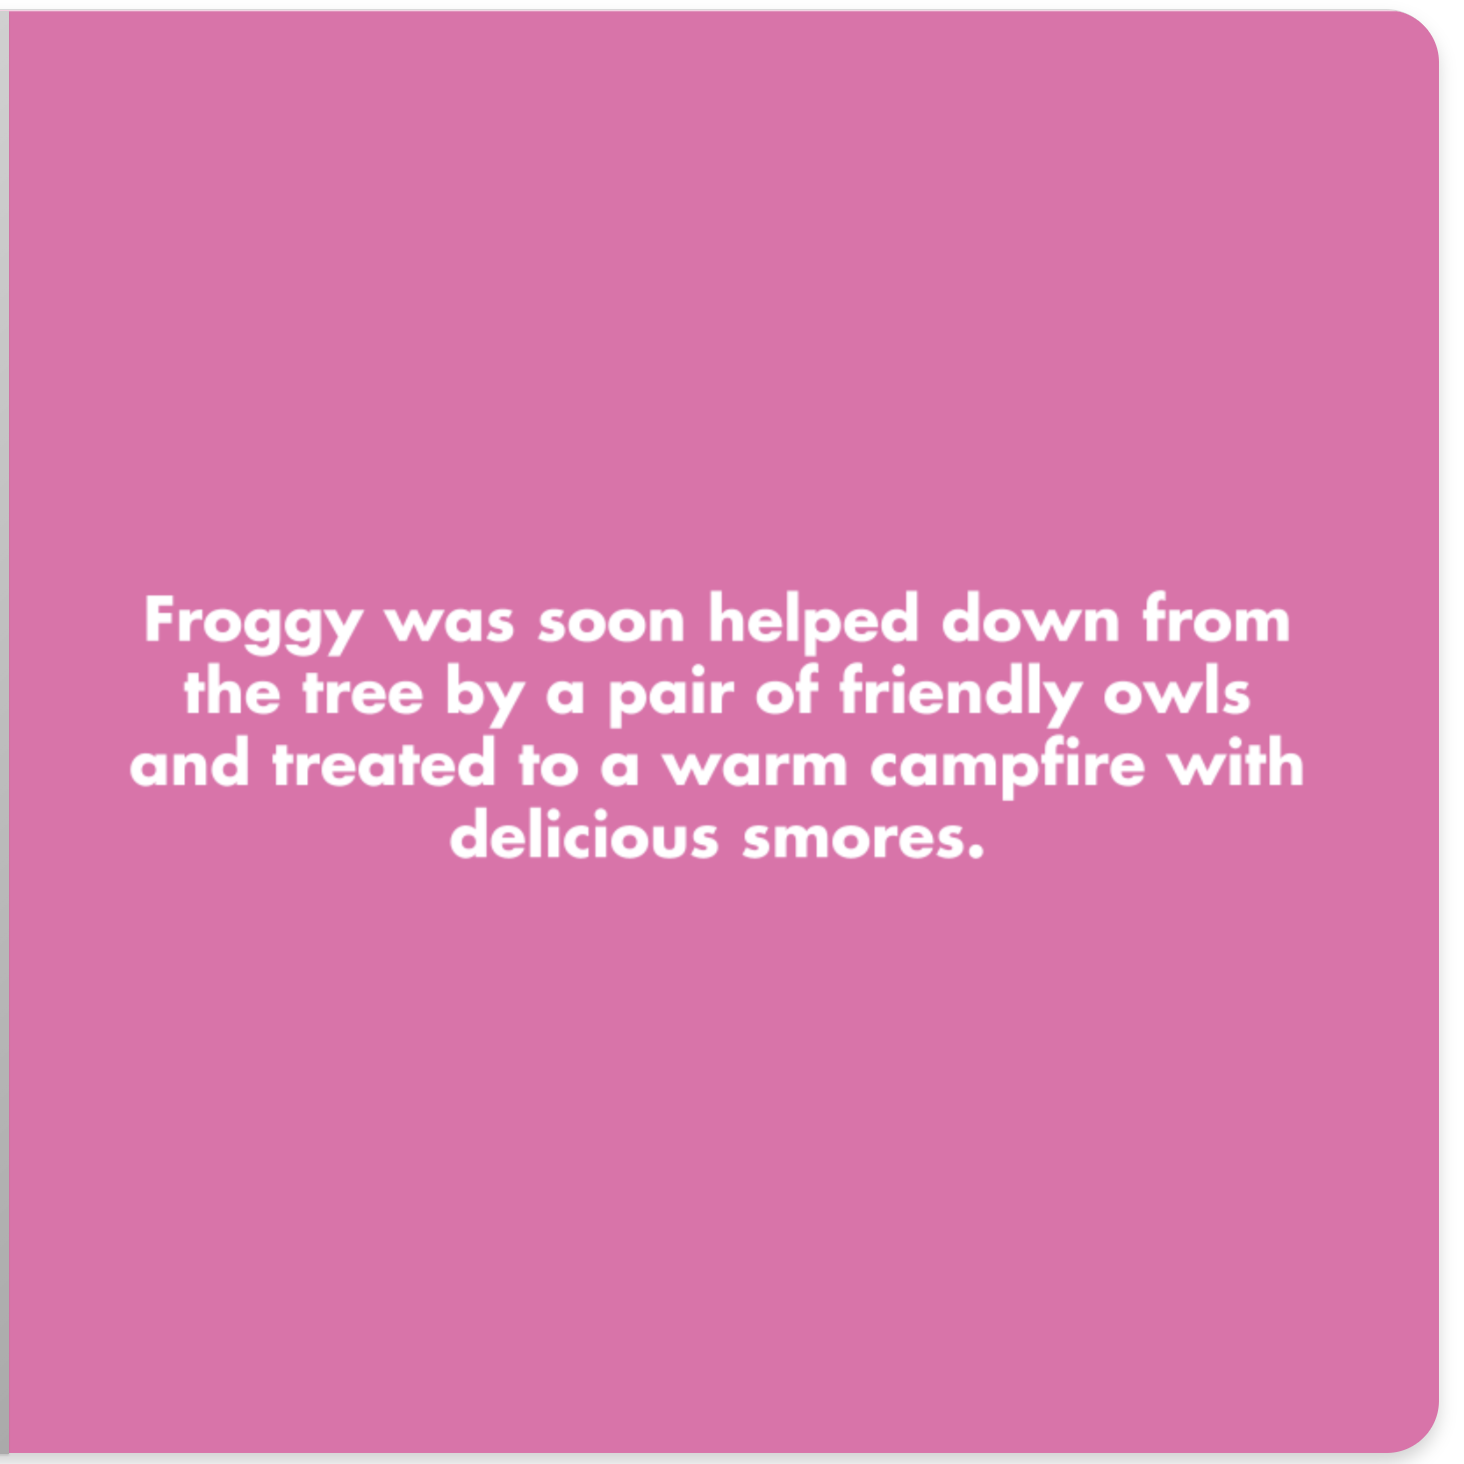 Froggy was soon helped down from
the tree by a pair of friendly owls
and treated to a warm campfire with
delicious smores.